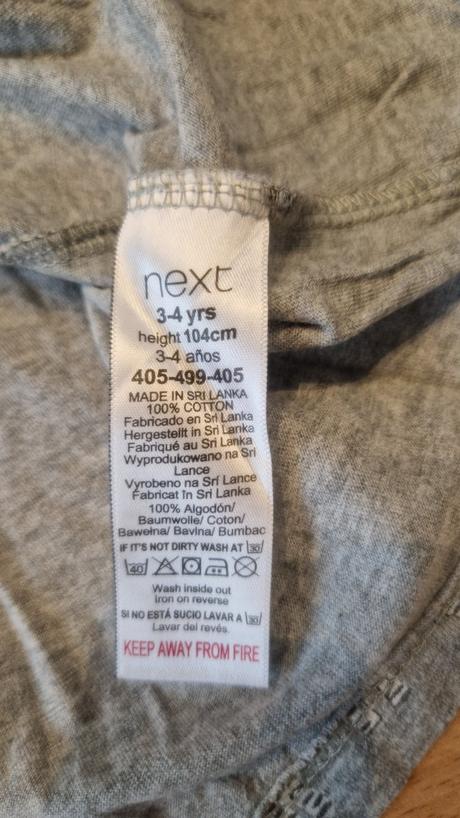 next
3-4 yrs
height 104cm
3-4 años
405-499-405
MADE IN SRI LANKA
100% COTTON
Fabricado en Sri Lanka
Hergestellt in Sri Lanka
Fabriqué au Sri Lanka
Wyprodukowano na Sri
Lance
Vyrobeno na Srí Lance
Fabricat în Sri Lanka
100% Algodón/
Baumwolle/ Coton/
Bawełna/ Bavlna/ Bumbac
IF IT'S NOT DIRTY WASH AT 30
40
Wash inside out
Iron on reverse
SI NO ESTÁ SUCIO LAVAR A 30
Lavar del revés
KEEP AWAY FROM FIRE